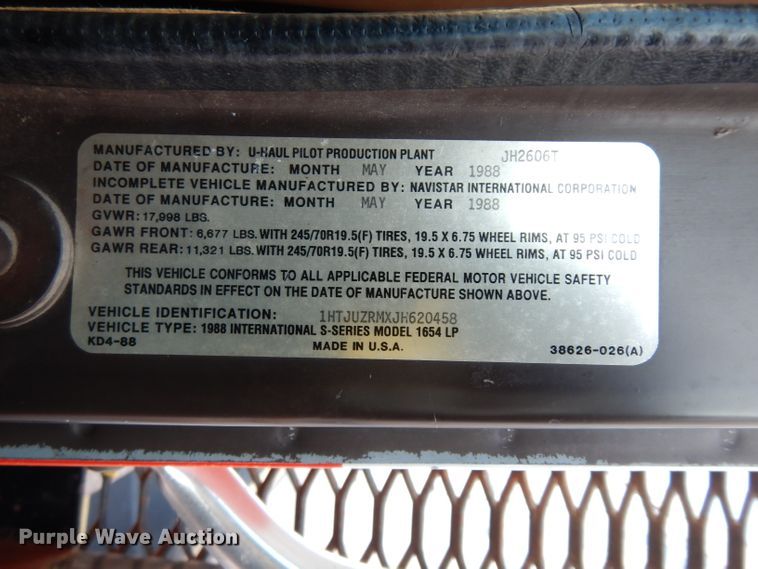 MANUFACTURED BY: U-HAUL PILOT PRODUCTION PLANT JH2606T
DATE OF MANUFACTURE: MONTH MAY YEAR 1988
INCOMPLETE VEHICLE MANUFACTURED BY: NAVISTAR INTERNATIONAL CORPORATION
DATE OF MANUFACTURE: MONTH MAY YEAR 1988
GVWR: 17,998 LBS.
GAWR FRONT: 6,677 LBS. WITH 245/70R19.5(F) TIRES, 19.5 X 6.75 WHEEL RIMS, AT 95 PSI COLD
GAWR REAR: 11,321 LBS. WITH 245/70R19.5(F) TIRES, 19.5 X 6.75 WHEEL RIMS, AT 95 PSI COLD
THIS VEHICLE CONFORMS TO ALL APPLICABLE FEDERAL MOTOR VEHICLE SAFETY
STANDARDS IN EFFECT ON THE DATE OF MANUFACTURE SHOWN ABOVE.
VEHICLE IDENTIFICATION: 1HTJUZRMXJH620458
VEHICLE TYPE: 1988 INTERNATIONAL S-SERIES MODEL 1654 LP
KD4-88 MADE IN U.S.A. 38626-026(A)
Purple Wave Auction